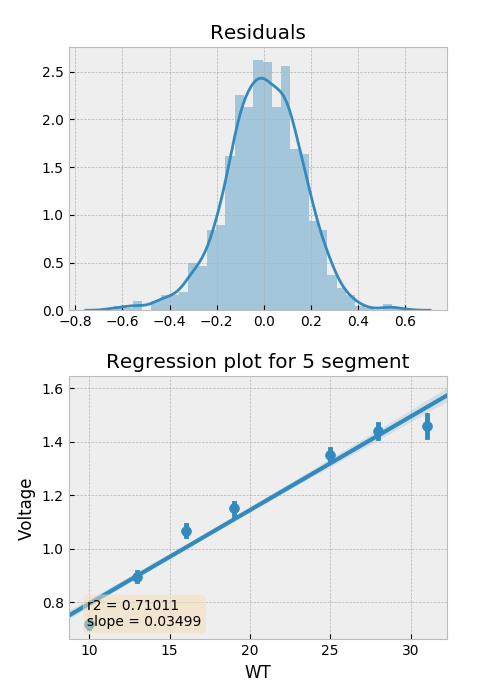 Residuals
2.5
2.0
1.5
1.0
0.5
0.0
−0.8 −0.6 −0.4 −0.2 0.0 0.2 0.4 0.6
Regression plot for 5 segment
1.6
1.4
1.2
1.0
0.8
Voltage
r2 = 0.71011
slope = 0.03499
10 15 20 25 30
WT